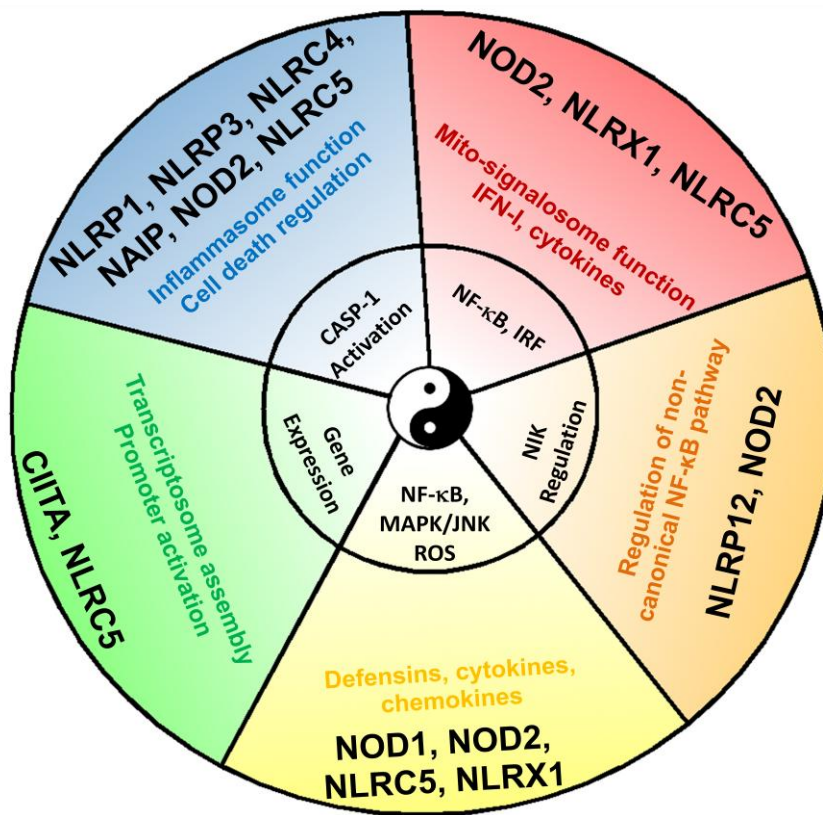 NLRP1, NLRP3, NLRC4,
NAIP, NOD2, NLRC5
Inflammasome function
Cell death regulation
CASP-1
Activation
NOD2, NLRX1, NLRC5
Mito-signalosome function
IFN-I, cytokines
NF-κB, IRF
NLRP12, NOD2
Regulation of non-
canonical NF-κB pathway
NIK
Regulation
NF-κB,
MAPK/JNK
ROS
Defensins, cytokines,
chemokines
NOD1, NOD2,
NLRC5, NLRX1
CIITA, NLRC5
Transcriptosome assembly
Promoter activation
Gene
Expression